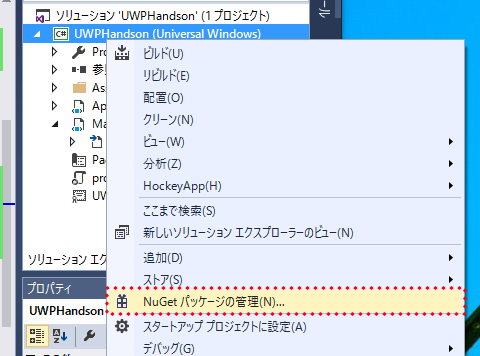 ール
ソリューション 'UWPHandson' (1 プロジェクト)
C# UWPHandson (Universal Windows)
Pro
参照
Ass
App
Ma
Pac
pro
UW
ビルド(U)
リビルド(E)
配置(O)
クリーン(N)
ビュー(W)
分析(Z)
HockeyApp(H)
ここまで検索(S)
新しいソリューション エクスプローラーのビュー(N)
追加(D)
ストア(S)
NuGet パッケージの管理(N)...
スタートアップ プロジェクトに設定(A)
デバッグ(G)
ソリューション エク
プロパティ
UWPHandson